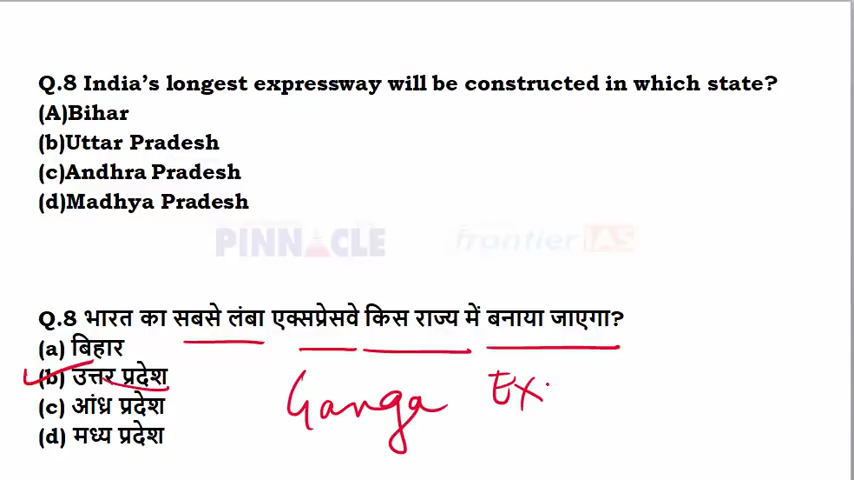 Q.8 India's longest expressway will be constructed in which state?
(A)Bihar
(b)Uttar Pradesh
(c)Andhra Pradesh
(d)Madhya Pradesh
PINNACLE frontier IAS
Q.8 भारत का सबसे लंबा एक्सप्रेसवे किस राज्य में बनाया जाएगा?
(a) बिहार
(b) उत्तर प्रदेश
(c) आंध्र प्रदेश
(d) मध्य प्रदेश
Ganga Ex